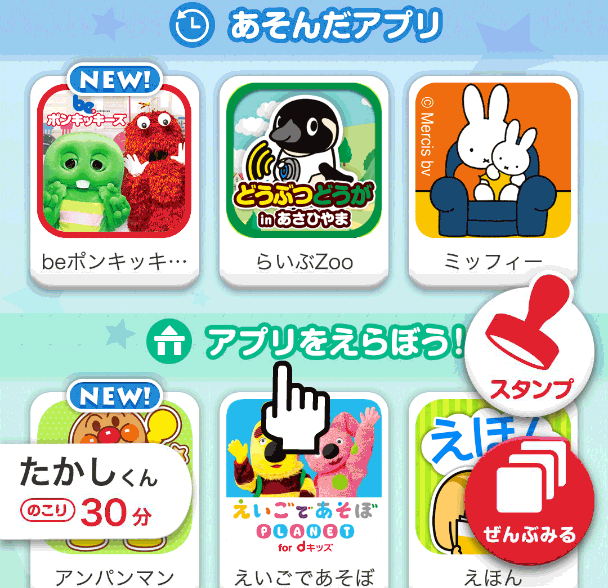 あそんだアプリ
NEW!
be.
ポンキッキーズ
どうぶつどうが
in あさひやま
© Mercis bv
beポンキッキ…
らいぶZoo
ミッフィー
アプリをえらぼう!
スタンプ
NEW!
えほん
たかしくん
のこり 30分
えいごであそぼ
PLANET
for dキッズ
ぜんぶみる
アンパンマン
えいごであそぼ
えほん